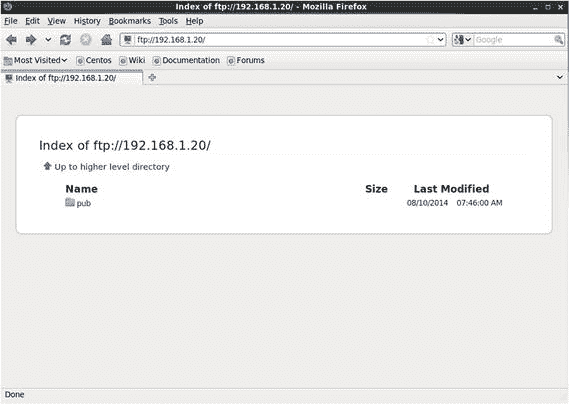 Index of ftp://192.168.1.20/ - Mozilla Firefox
File Edit View History Bookmarks Tools Help
ftp://192.168.1.20/ Google
Most Visited Centos Wiki Documentation Forums
Index of ftp://192.168.1.20/
Index of ftp://192.168.1.20/
Up to higher level directory
Name Size Last Modified
pub 08/10/2014 07:46:00 AM
Done